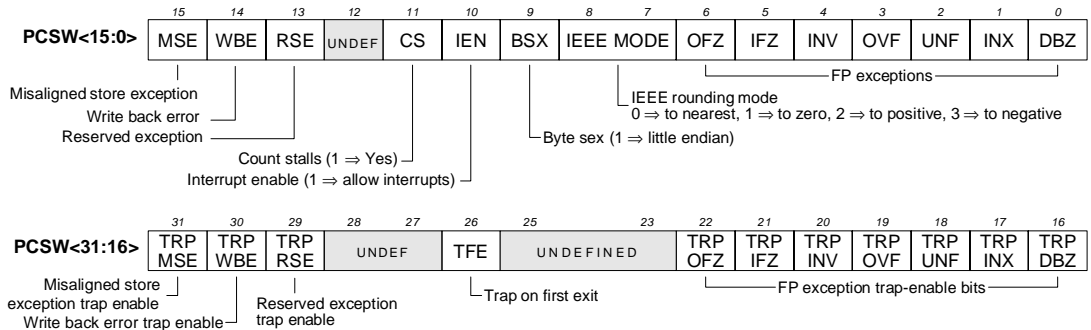 15 14 13 12 11 10 9 8 7 6 5 4 3 2 1 0
PCSW<15:0> MSE WBE RSE UNDEF CS IEN BSX IEEE MODE OFZ IFZ INV OVF UNF INX DBZ
Misaligned store exception
Write back error
Reserved exception
Count stalls (1 ⇒ Yes)
Interrupt enable (1 ⇒ allow interrupts)
FP exceptions
IEEE rounding mode
0 ⇒ to nearest, 1 ⇒ to zero, 2 ⇒ to positive, 3 ⇒ to negative
Byte sex (1 ⇒ little endian)
31 30 29 28 27 26 25 23 22 21 20 19 18 17 16
PCSW<31:16> TRP MSE TRP WBE TRP RSE UNDEF TFE UNDEFINED TRP OFZ TRP IFZ TRP INV TRP OVF TRP UNF TRP INX TRP DBZ
Misaligned store
exception trap enable
Write back error trap enable
Reserved exception
trap enable
Trap on first exit
FP exception trap-enable bits